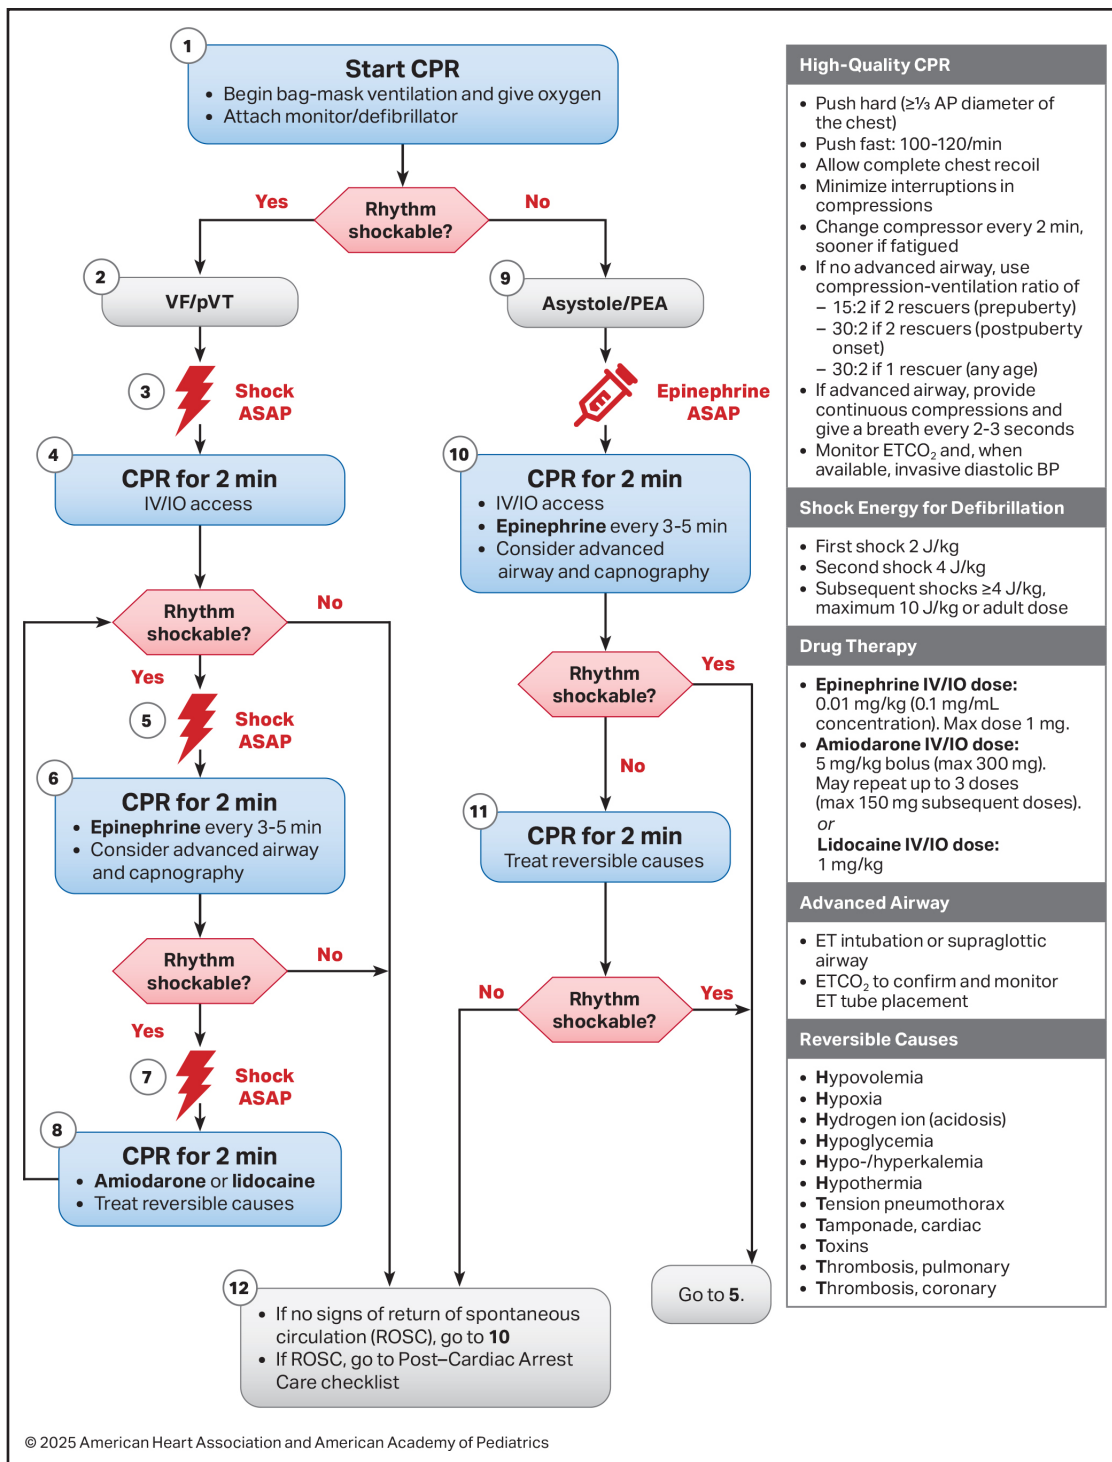 1
Start CPR
• Begin bag-mask ventilation and give oxygen
• Attach monitor/defibrillator
Rhythm
shockable?
Yes
No
2
VF/pVT
3
Shock
ASAP
4
CPR for 2 min
IV/IO access
Rhythm
shockable?
No
Yes
5
Shock
ASAP
6
CPR for 2 min
• Epinephrine every 3-5 min
• Consider advanced airway
and capnography
Rhythm
shockable?
No
Yes
7
Shock
ASAP
8
CPR for 2 min
• Amiodarone or lidocaine
• Treat reversible causes
9
Asystole/PEA
Epinephrine
ASAP
10
CPR for 2 min
• IV/IO access
• Epinephrine every 3-5 min
• Consider advanced
airway and capnography
Rhythm
shockable?
Yes
No
11
CPR for 2 min
Treat reversible causes
Rhythm
shockable?
No
Yes
12
• If no signs of return of spontaneous
circulation (ROSC), go to 10
• If ROSC, go to Post–Cardiac Arrest
Care checklist
Go to 5.
High-Quality CPR
• Push hard (≥⅓ AP diameter of
the chest)
• Push fast: 100-120/min
• Allow complete chest recoil
• Minimize interruptions in
compressions
• Change compressor every 2 min,
sooner if fatigued
• If no advanced airway, use
compression-ventilation ratio of
– 15:2 if 2 rescuers (prepuberty)
– 30:2 if 2 rescuers (postpuberty
onset)
– 30:2 if 1 rescuer (any age)
• If advanced airway, provide
continuous compressions and
give a breath every 2-3 seconds
• Monitor ETCO₂ and, when
available, invasive diastolic BP
Shock Energy for Defibrillation
• First shock 2 J/kg
• Second shock 4 J/kg
• Subsequent shocks ≥4 J/kg,
maximum 10 J/kg or adult dose
Drug Therapy
• Epinephrine IV/IO dose:
0.01 mg/kg (0.1 mg/mL
concentration). Max dose 1 mg.
• Amiodarone IV/IO dose:
5 mg/kg bolus (max 300 mg).
May repeat up to 3 doses
(max 150 mg subsequent doses).
or
Lidocaine IV/IO dose:
1 mg/kg
Advanced Airway
• ET intubation or supraglottic
airway
• ETCO₂ to confirm and monitor
ET tube placement
Reversible Causes
• Hypovolemia
• Hypoxia
• Hydrogen ion (acidosis)
• Hypoglycemia
• Hypo-/hyperkalemia
• Hypothermia
• Tension pneumothorax
• Tamponade, cardiac
• Toxins
• Thrombosis, pulmonary
• Thrombosis, coronary
© 2025 American Heart Association and American Academy of Pediatrics